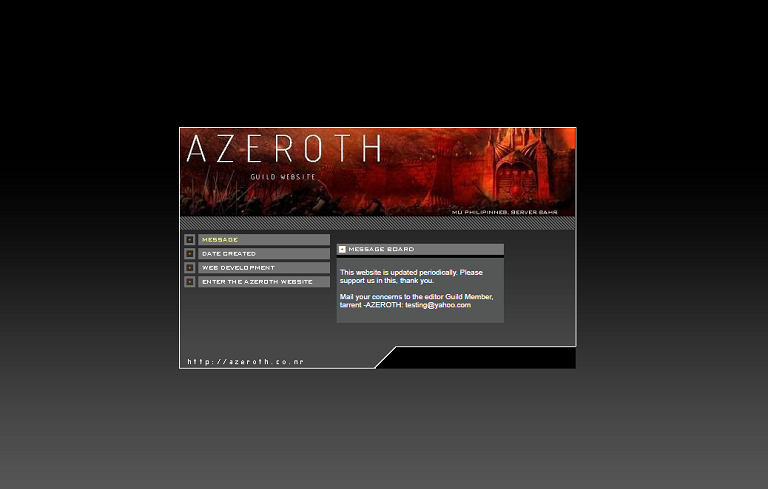 AZEROTH
GUILD WEBSITE
MU PHILIPINNES, SERVER BAHR
MESSAGE
DATE CREATED
WEB DEVELOPMENT
ENTER THE AZEROTH WEBSITE
MESSAGE BOARD
This website is updated periodically. Please
support us in this, thank you.
Mail your concerns to the editor Guild Member,
tarrent -AZEROTH: testing@yahoo.com
http://azeroth.co.nr